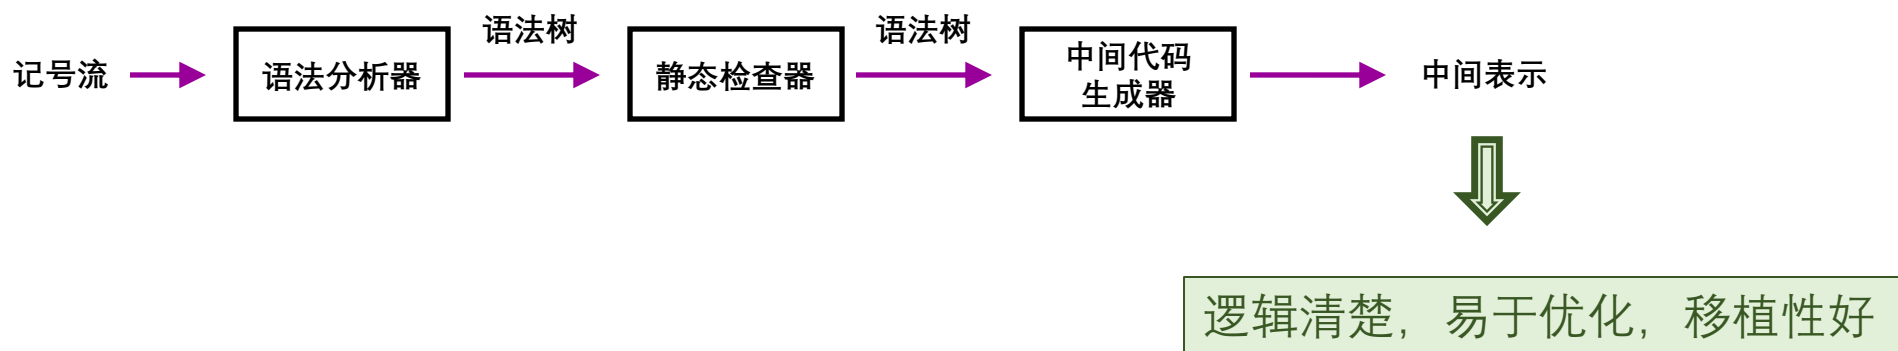 记号流
语法分析器
语法树
静态检查器
语法树
中间代码
生成器
中间表示
逻辑清楚，易于优化，移植性好